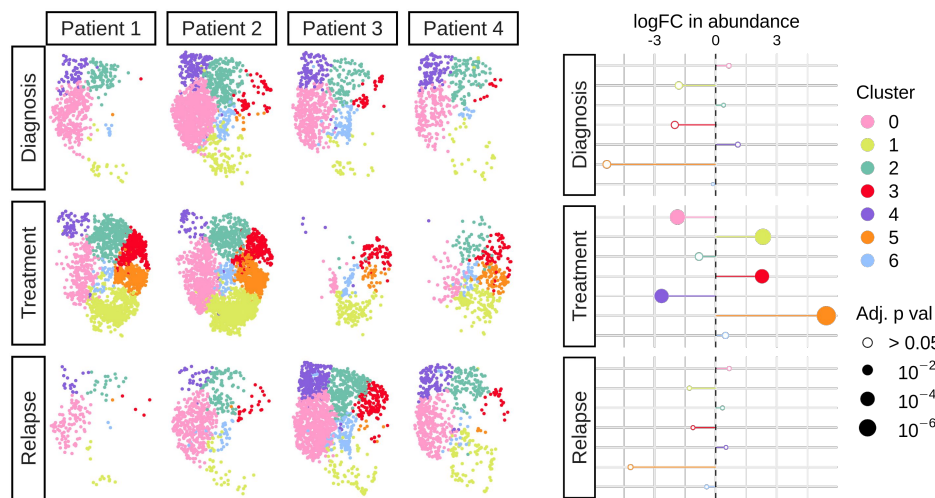 Patient 1
Patient 2
Patient 3
Patient 4
Diagnosis
Treatment
Relapse
logFC in abundance
-3 0 3
Diagnosis
Treatment
Relapse
Cluster
0
1
2
3
4
5
6
Adj. p val
> 0.05
10⁻²
10⁻⁴
10⁻⁶